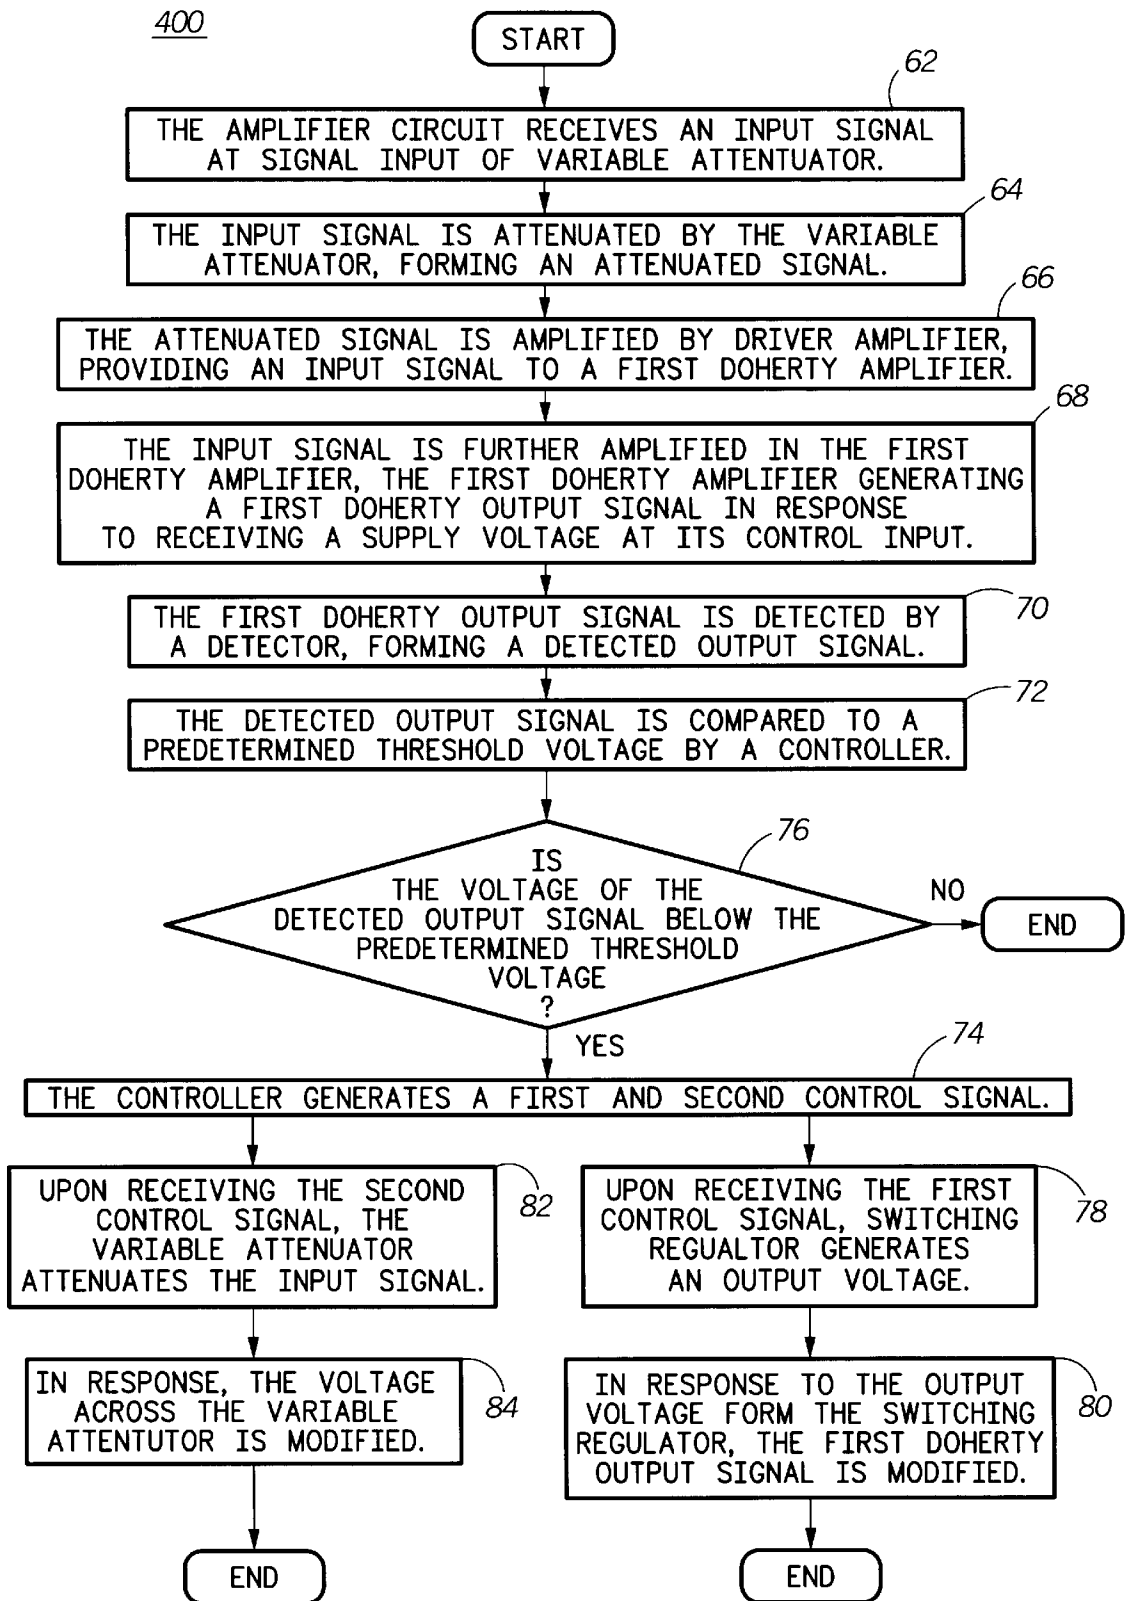 400
START
62
THE AMPLIFIER CIRCUIT RECEIVES AN INPUT SIGNAL
AT SIGNAL INPUT OF VARIABLE ATTENTUATOR.
64
THE INPUT SIGNAL IS ATTENUATED BY THE VARIABLE
ATTENUATOR, FORMING AN ATTENUATED SIGNAL.
66
THE ATTENUATED SIGNAL IS AMPLIFIED BY DRIVER AMPLIFIER,
PROVIDING AN INPUT SIGNAL TO A FIRST DOHERTY AMPLIFIER.
68
THE INPUT SIGNAL IS FURTHER AMPLIFIED IN THE FIRST
DOHERTY AMPLIFIER, THE FIRST DOHERTY AMPLIFIER GENERATING
A FIRST DOHERTY OUTPUT SIGNAL IN RESPONSE
TO RECEIVING A SUPPLY VOLTAGE AT ITS CONTROL INPUT.
70
THE FIRST DOHERTY OUTPUT SIGNAL IS DETECTED BY
A DETECTOR, FORMING A DETECTED OUTPUT SIGNAL.
72
THE DETECTED OUTPUT SIGNAL IS COMPARED TO A
PREDETERMINED THRESHOLD VOLTAGE BY A CONTROLLER.
76
IS
THE VOLTAGE OF THE
DETECTED OUTPUT SIGNAL BELOW THE
PREDETERMINED THRESHOLD
VOLTAGE
?
NO
END
YES
74
THE CONTROLLER GENERATES A FIRST AND SECOND CONTROL SIGNAL.
UPON RECEIVING THE SECOND
CONTROL SIGNAL, THE
VARIABLE ATTENUATOR
ATTENUATES THE INPUT SIGNAL.
82
UPON RECEIVING THE FIRST
CONTROL SIGNAL, SWITCHING
REGUALTOR GENERATES
AN OUTPUT VOLTAGE.
78
IN RESPONSE, THE VOLTAGE
ACROSS THE VARIABLE
ATTENTUTOR IS MODIFIED.
84
IN RESPONSE TO THE OUTPUT
VOLTAGE FORM THE SWITCHING
REGULATOR, THE FIRST DOHERTY
OUTPUT SIGNAL IS MODIFIED.
80
END
END